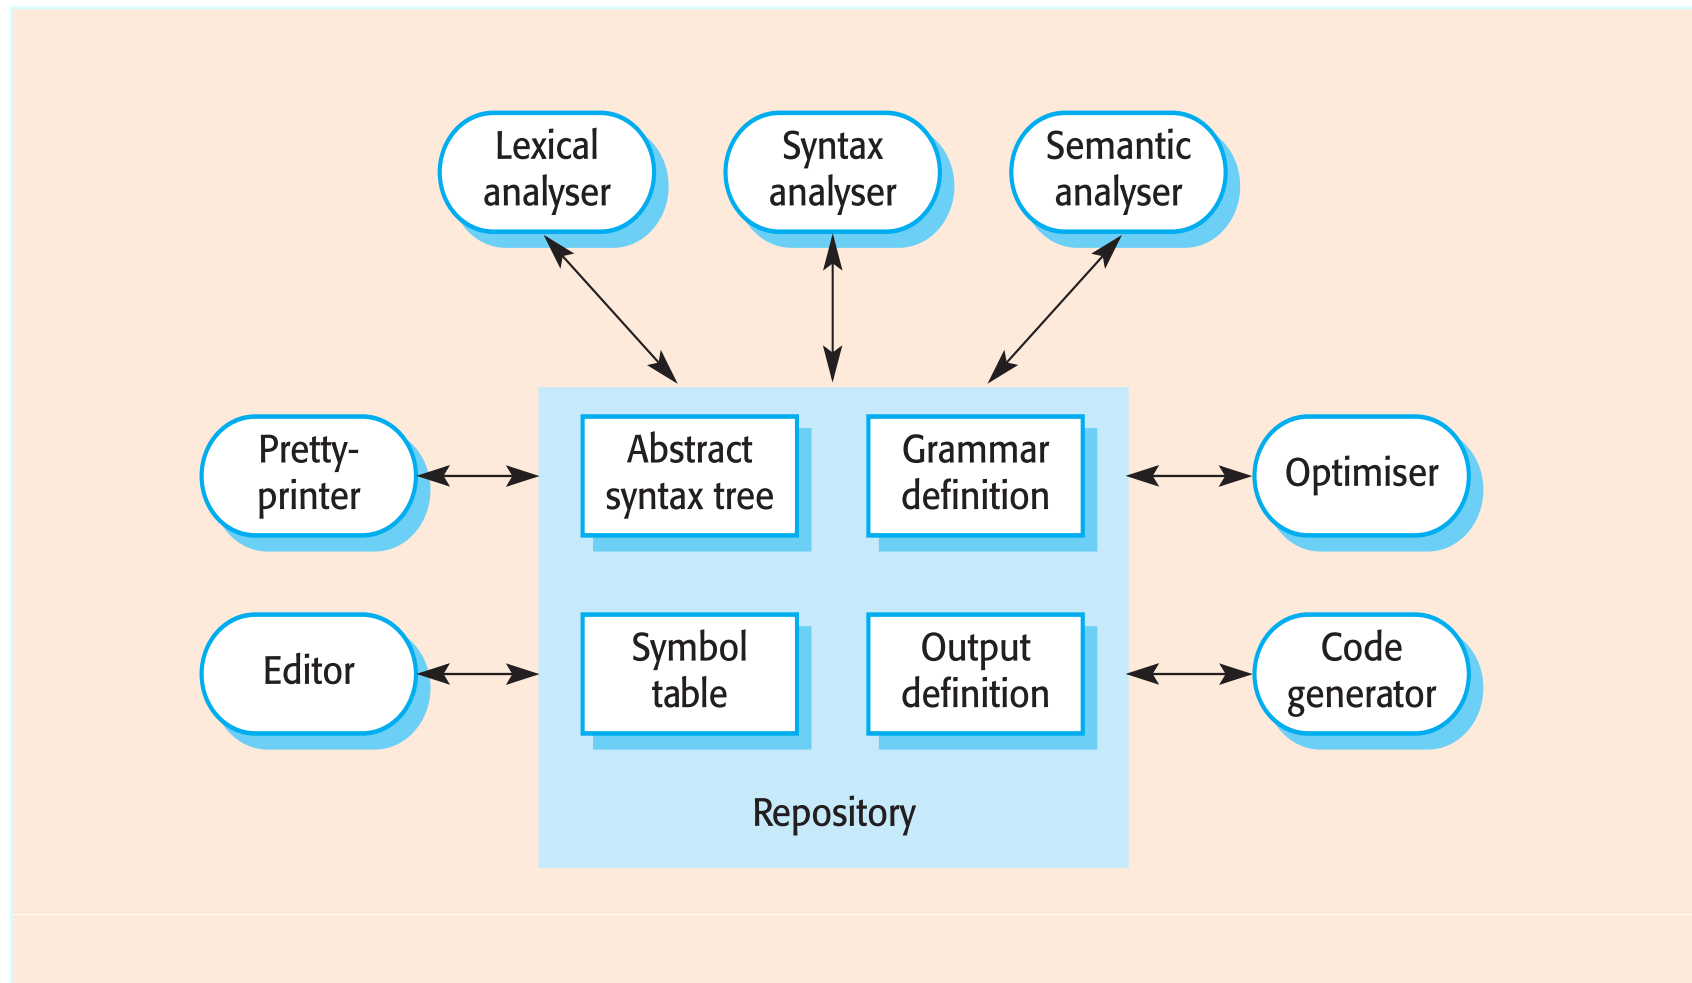 Lexical
analyser
Syntax
analyser
Semantic
analyser
Pretty-
printer
Abstract
syntax tree
Grammar
definition
Optimiser
Editor
Symbol
table
Output
definition
Code
generator
Repository